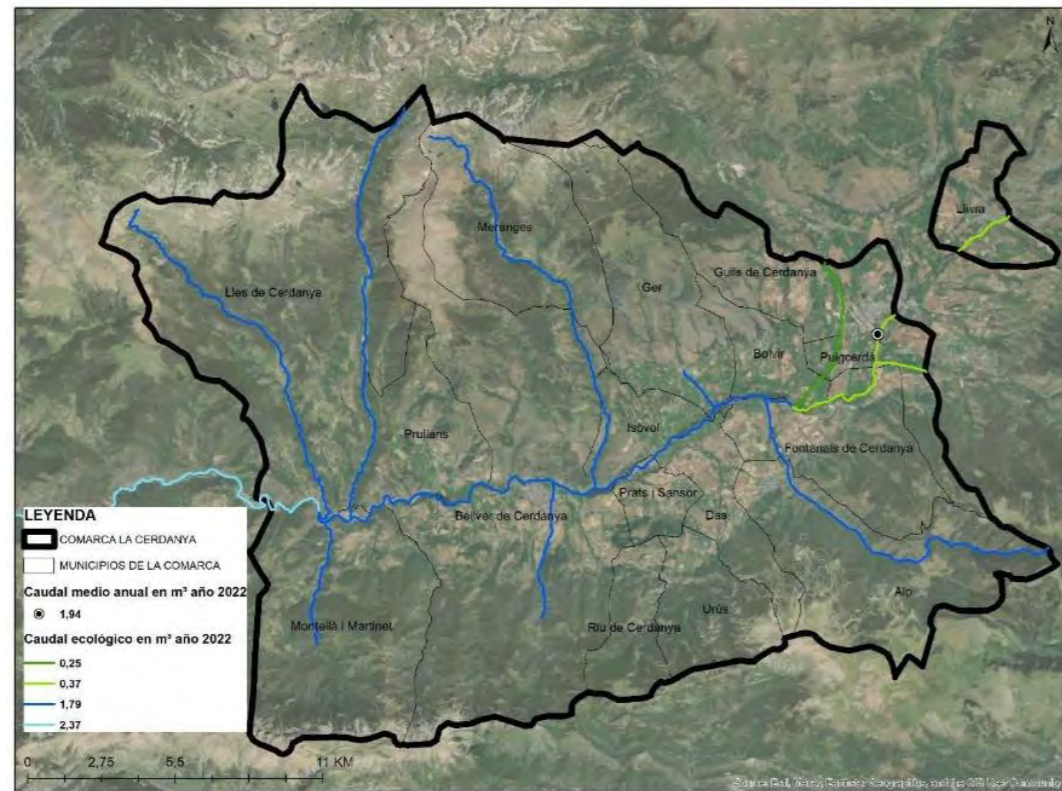 N
Llívia
Meranges
Guils de Cerdanya
Ger
Lles de Cerdanya
Bolvir
Puigcerdà
Prullans
Isòvol
Fontanals de Cerdanya
Prats i Sansor
Bellver de Cerdanya
Das
Alp
Urús
Riu de Cerdanya
Montellà i Martinet
LEYENDA
COMARCA LA CERDANYA
MUNICIPIOS DE LA COMARCA
Caudal medio anual en m³ año 2022
1,94
Caudal ecológico en m³ año 2022
0,25
0,37
1,79
2,37
0 2,75 5,5 11 KM